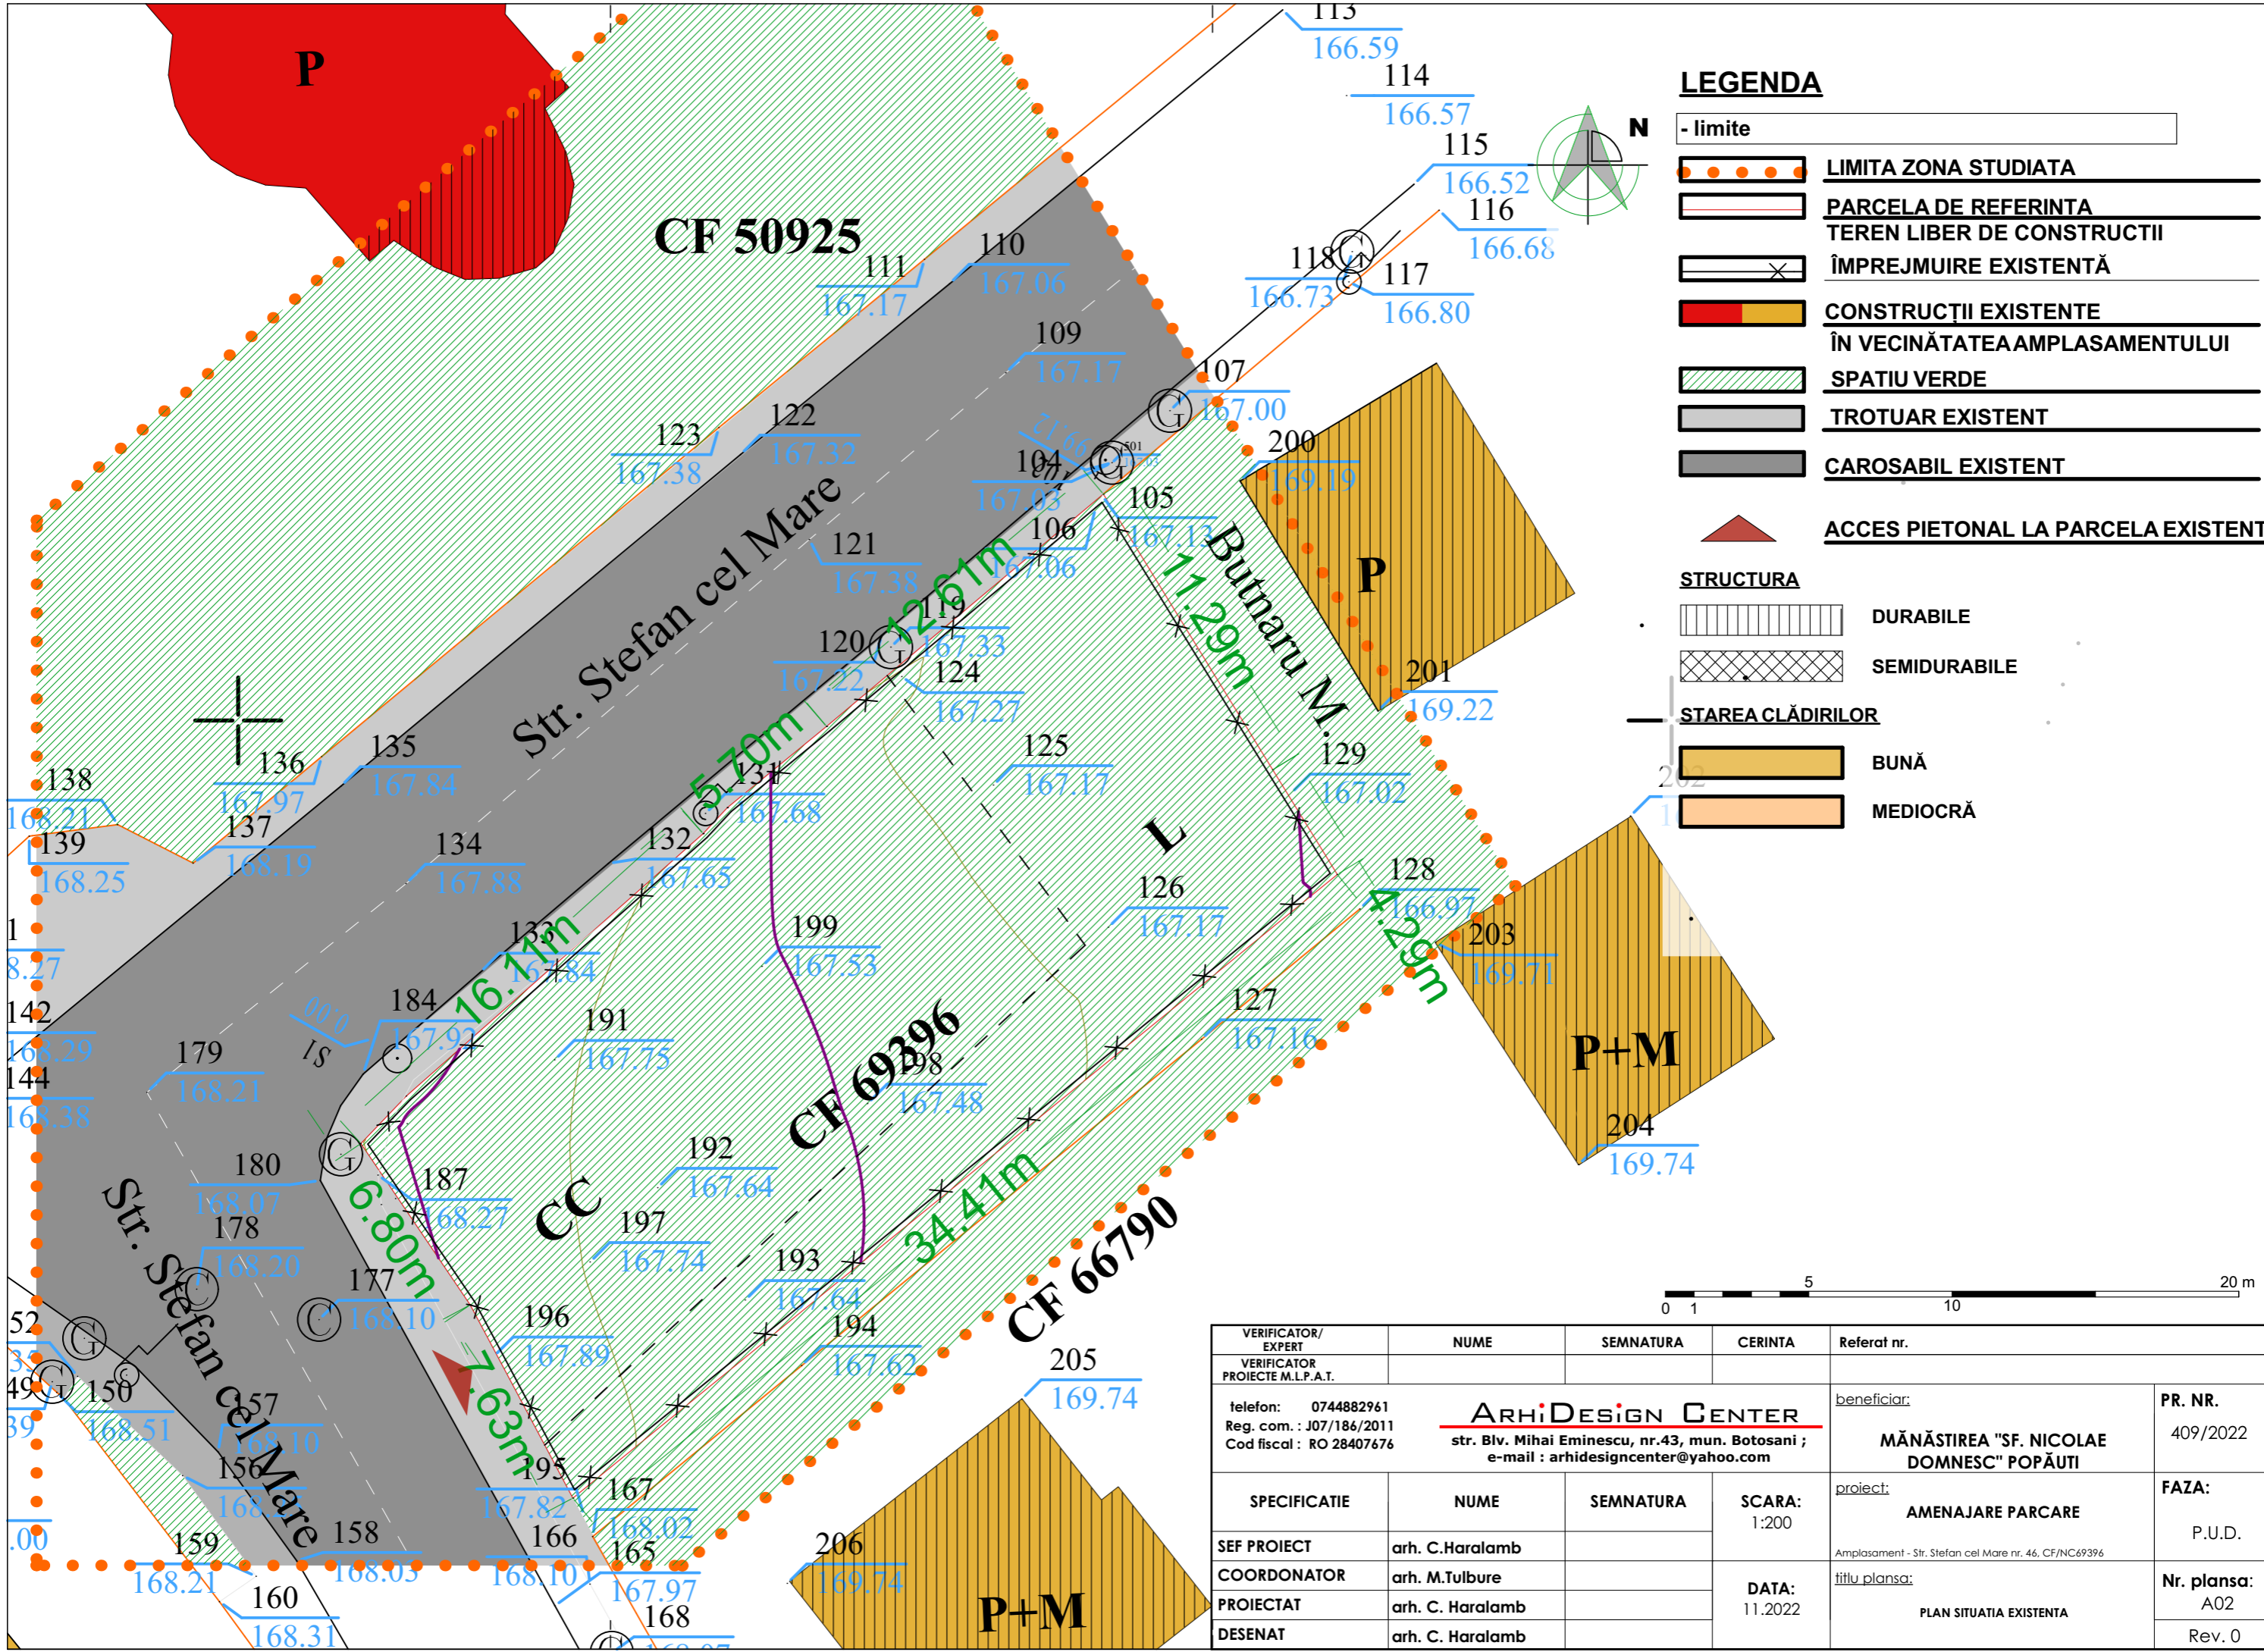 P
CF 50925
113
166.59
114
166.57
115
166.52
116
166.68
118
166.73
G
117
166.80
110
167.06
111
167.17
109
167.17
107
167.00
G
122
167.32
123
167.38
104
167.03
G
501
105
167.13
106
167.06
200
169.19
Str. Stefan cel Mare
121
167.38
12.61m
11.29m
Butnaru M.
P
119
167.33
120
167.22
G
124
167.27
201
169.22
5.70m
125
167.17
129
167.02
131
167.68
136
167.97
135
167.84
138
168.21
137
168.19
139
168.25
134
167.88
132
167.65
L
126
167.17
128
166.97
4.29m
202
203
169.71
1
8.27
133
167.84
16.11m
199
167.53
142
168.29
184
167.92
0.00
S1
191
167.75
127
167.16
144
168.38
179
168.21
CF 69396
198
167.48
P+M
204
169.74
G
180
168.07
187
168.27
192
167.64
Str. Stefan cel Mare
6.80m
CC
197
167.74
34.41m
CF 66790
178
168.20
C
177
168.10
C
193
167.64
G
52
35
196
167.89
194
167.62
49
39
G
150
168.51
7.63m
205
169.74
157
168.10
156
195
167.82
167
168.02
.00
159
168.21
158
168.03
166
168.10
165
167.97
206
169.74
160
168.31
168
P+M
N
LEGENDA
- limite
LIMITA ZONA STUDIATA
PARCELA DE REFERINTA
TEREN LIBER DE CONSTRUCTII
ÎMPREJMUIRE EXISTENTĂ
CONSTRUCȚII EXISTENTE
ÎN VECINĂTATEA AMPLASAMENTULUI
SPATIU VERDE
TROTUAR EXISTENT
CAROSABIL EXISTENT
ACCES PIETONAL LA PARCELA EXISTENT
STRUCTURA
DURABILE
SEMIDURABILE
STAREA CLĂDIRILOR
BUNĂ
MEDIOCRĂ
5 20 m
0 1 10
VERIFICATOR/ EXPERT NUME SEMNATURA CERINTA Referat nr.
VERIFICATOR PROIECTE M.L.P.A.T.
telefon: 0744882961
Reg. com. : J07/186/2011
Cod fiscal : RO 28407676
ARHiDESiGN CENTER
str. Blv. Mihai Eminescu, nr.43, mun. Botosani ;
e-mail : arhidesigncenter@yahoo.com
beneficiar:
MĂNĂSTIREA "SF. NICOLAE
DOMNESC" POPĂUTI
PR. NR.
409/2022
SPECIFICATIE NUME SEMNATURA SCARA:
1:200
proiect:
AMENAJARE PARCARE
Amplasament - Str. Stefan cel Mare nr. 46, CF/NC69396
FAZA:
P.U.D.
SEF PROIECT arh. C.Haralamb
COORDONATOR arh. M.Tulbure
PROIECTAT arh. C. Haralamb
DESENAT arh. C. Haralamb
DATA:
11.2022
titlu plansa:
PLAN SITUATIA EXISTENTA
Nr. plansa:
A02
Rev. 0